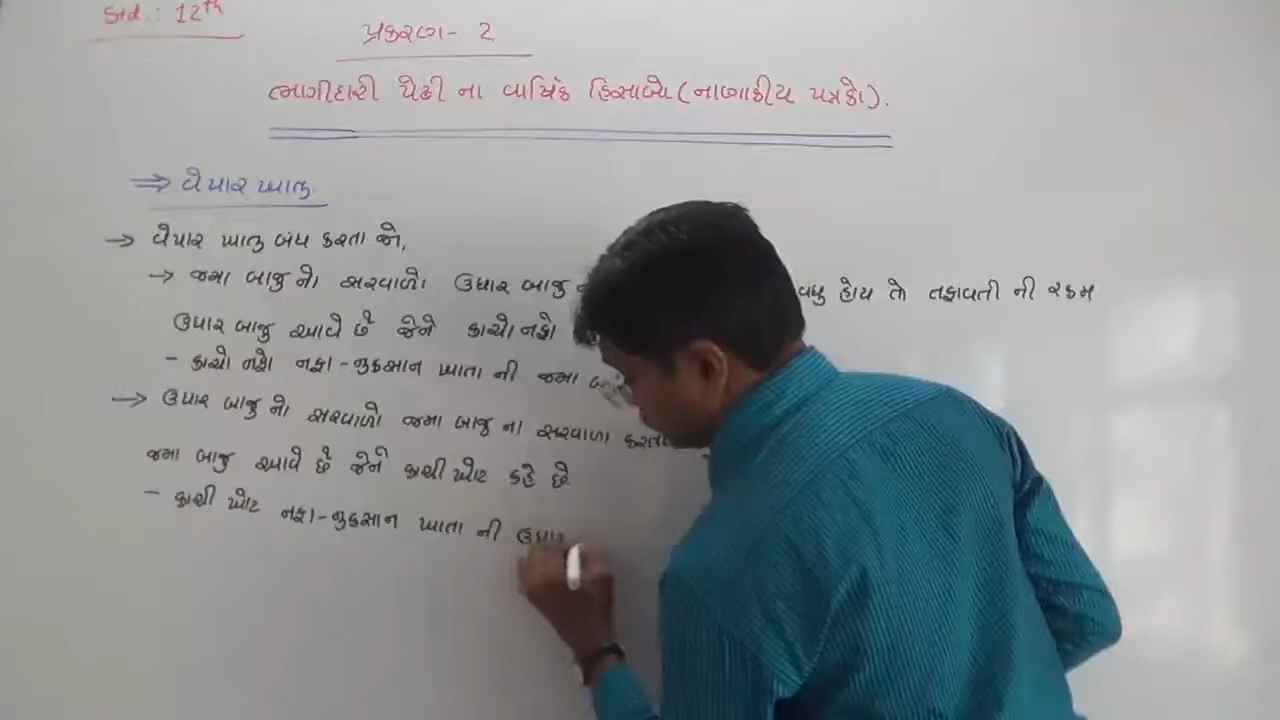 Std. : 12th
પ્રકરણ- 2
ભાગીદારી પેઢી ના વાર્ષિક હિસાબો (નાણાકીય પત્રકો).
⇒ વેપાર ખાતુ.
→ વેપાર ખાતુ બંધ કરતા જો,
→ જમા બાજુ નો સરવાળો ઉધાર બાજુ વધુ હોય તો તફાવતી ની રકમ
ઉધાર બાજુ આવે છે જેને કાચો નફો
- કાચો નફો નફા-નુકસાન ખાતા ની જમા
→ ઉધાર બાજુ નો સરવાળો જમા બાજુ ના સરવાળા કરતા
જમા બાજુ આવે છે જેને કાચી ખોટ કહે છે
- કાચી ખોટ નફા-નુકસાન ખાતા ની ઉધાર